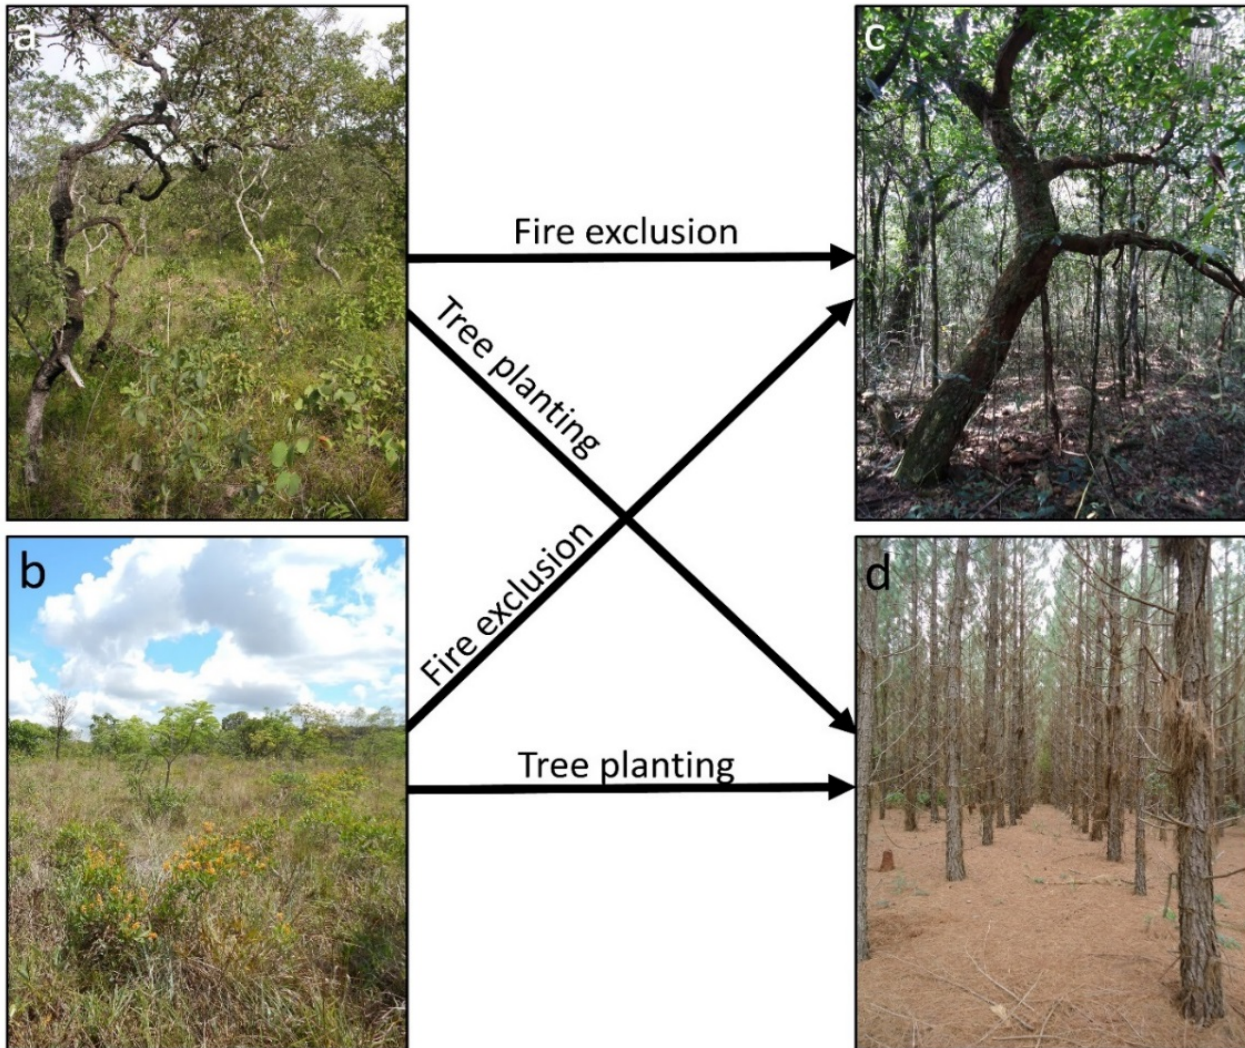 a
c
Fire exclusion
Tree planting
Fire exclusion
b
d
Tree planting